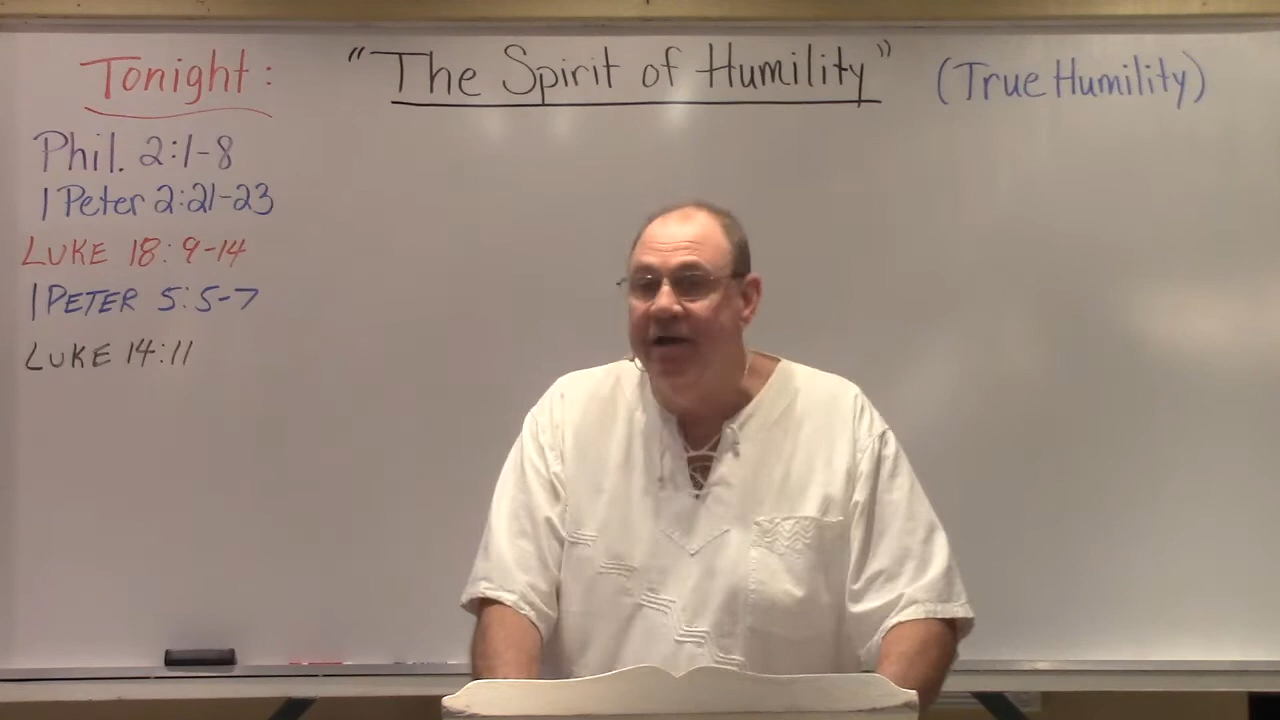 Tonight: "The Spirit of Humility" (True Humility)
Phil. 2:1-8
1 Peter 2:21-23
LUKE 18:9-14
1 PETER 5:5-7
LUKE 14:11